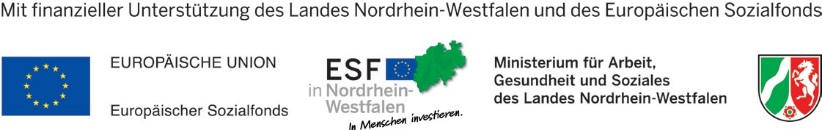 Mit finanzieller Unterstützung des Landes Nordrhein-Westfalen und des Europäischen Sozialfonds
EUROPÄISCHE UNION
Europäischer Sozialfonds
ESF
in Nordrhein-
Westfalen
In Menschen investieren.
Ministerium für Arbeit,
Gesundheit und Soziales
des Landes Nordrhein-Westfalen